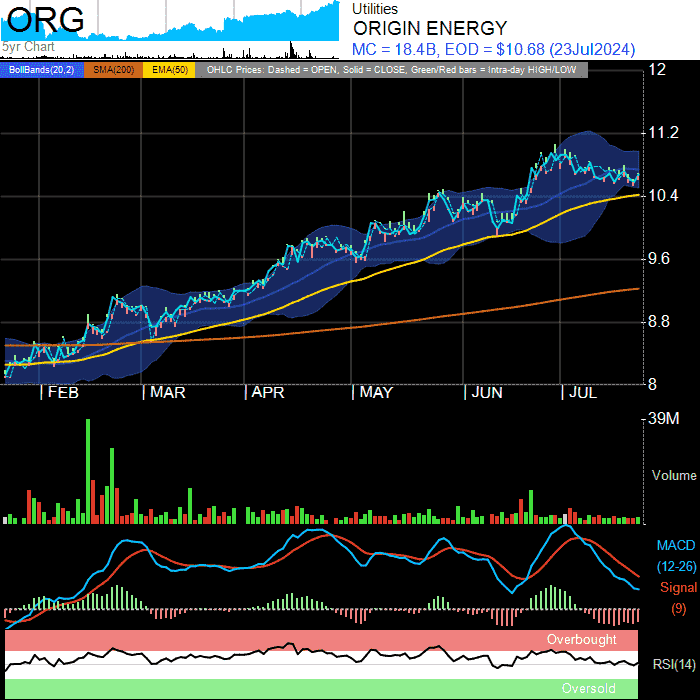 ORG
5yr Chart
Utilities
ORIGIN ENERGY
MC = 18.4B, EOD = $10.68 (23Jul2024)
BollBands(20,2) SMA(200) EMA(50) OHLC Prices: Dashed = OPEN, Solid = CLOSE, Green/Red bars = Intra-day HIGH/LOW
12
11.2
10.4
9.6
8.8
8
FEB MAR APR MAY JUN JUL
39M
Volume
MACD
(12-26)
Signal
(9)
Overbought
RSI(14)
Oversold